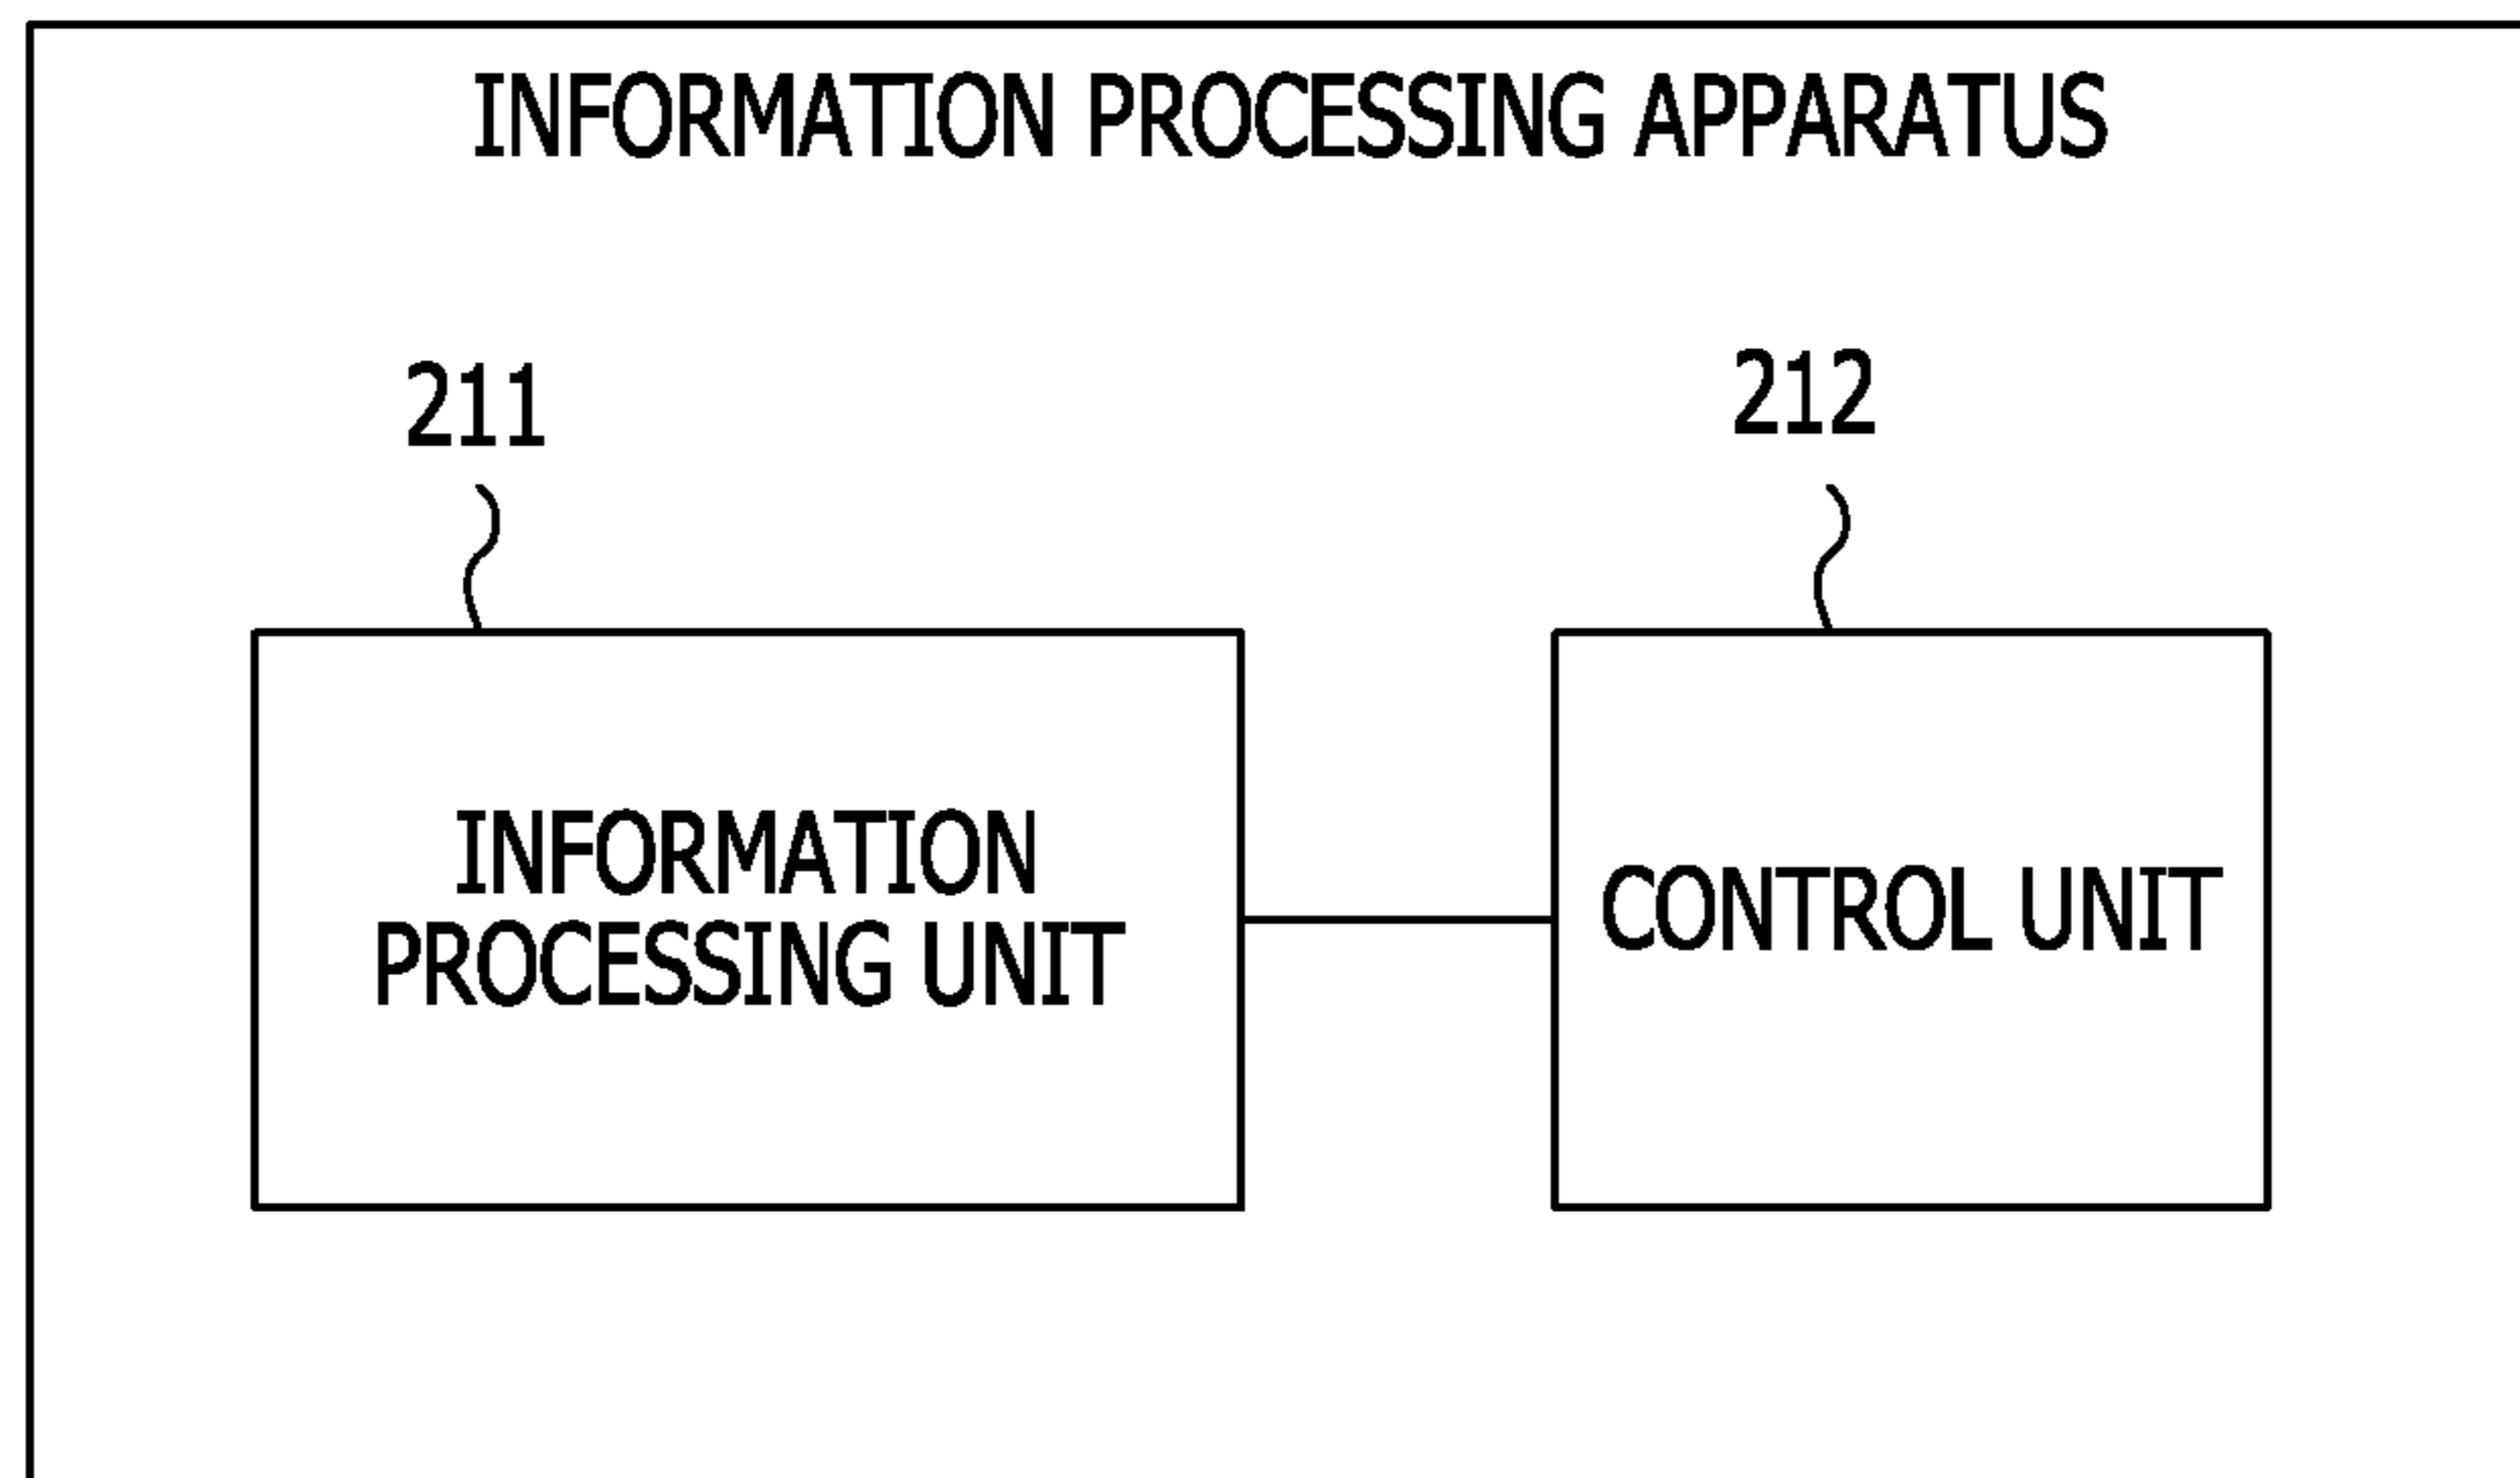 INFORMATION PROCESSING APPARATUS
211
212
INFORMATION
PROCESSING UNIT
CONTROL UNIT